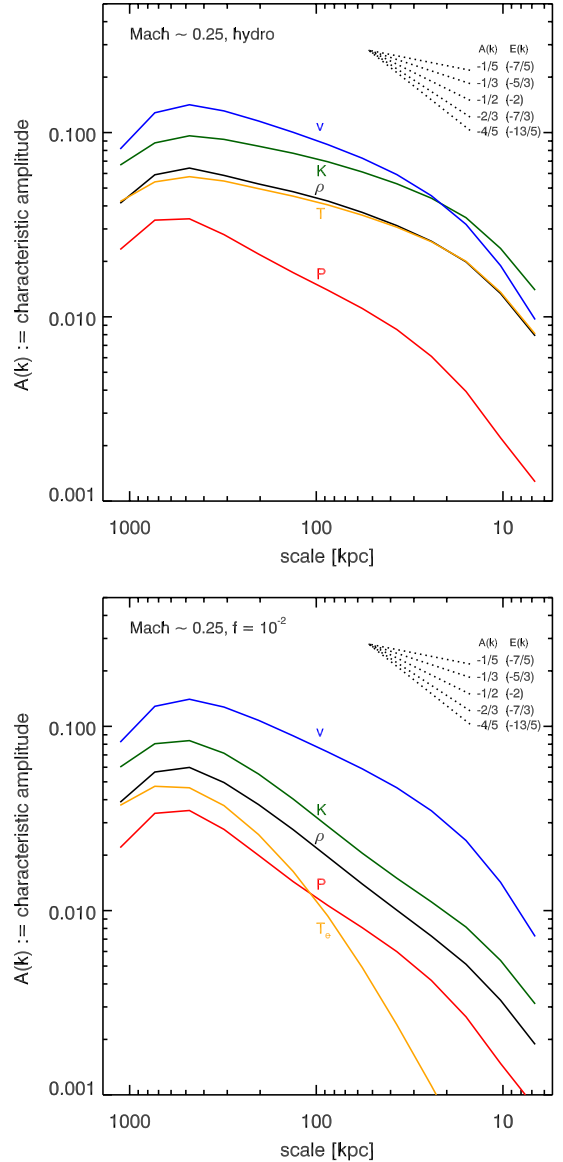 Mach ~ 0.25, hydro
A(k) E(k)
-1/5 (-7/5)
-1/3 (-5/3)
-1/2 (-2)
-2/3 (-7/3)
-4/5 (-13/5)
0.100
0.010
0.001
A(k) := characteristic amplitude
v
K
ρ
T
P
1000 100 10
scale [kpc]
Mach ~ 0.25, f = 10⁻²
A(k) E(k)
-1/5 (-7/5)
-1/3 (-5/3)
-1/2 (-2)
-2/3 (-7/3)
-4/5 (-13/5)
0.100
0.010
0.001
A(k) := characteristic amplitude
v
K
ρ
P
Tₑ
1000 100 10
scale [kpc]